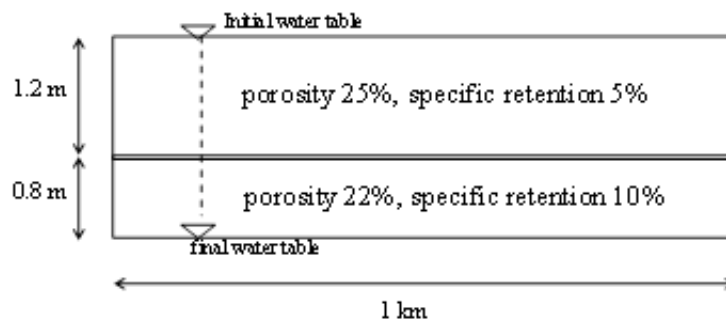 Initial water table
1.2 m
porosity 25%, specific retention 5%
0.8 m
porosity 22%, specific retention 10%
final water table
1 km